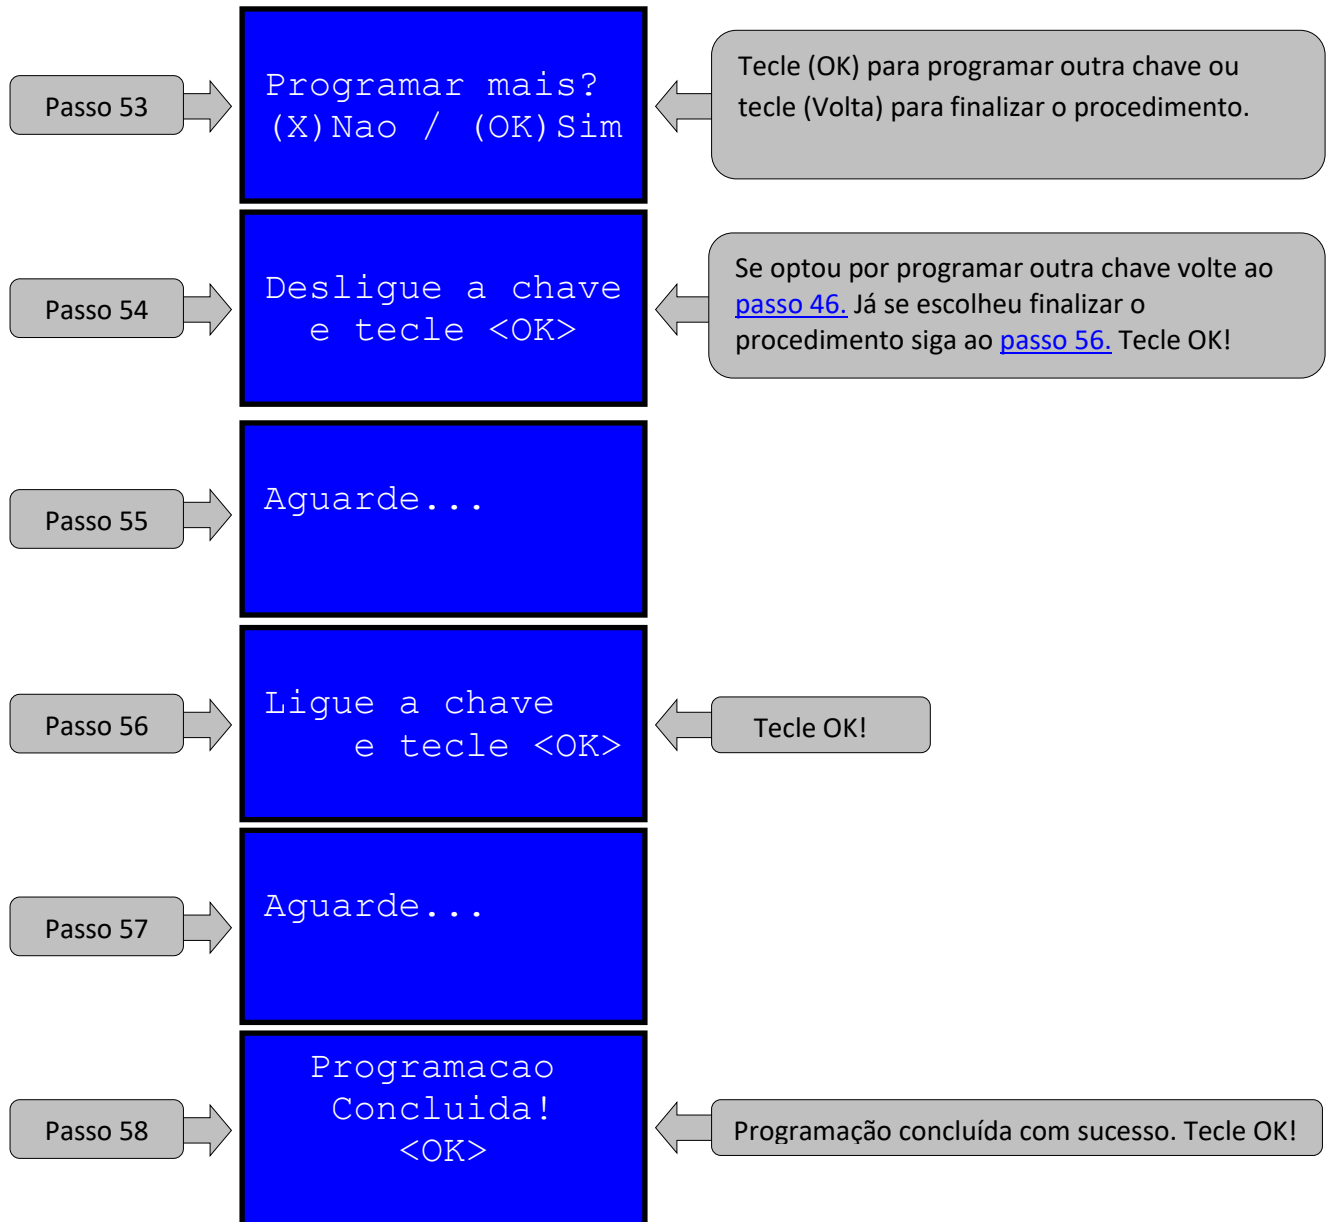 Passo 53
Programar mais?
(X)Nao / (OK)Sim
Tecle (OK) para programar outra chave ou
tecle (Volta) para finalizar o procedimento.
Passo 54
Desligue a chave
e tecle <OK>
Se optou por programar outra chave volte ao
passo 46. Já se escolheu finalizar o
procedimento siga ao passo 56. Tecle OK!
Passo 55
Aguarde...
Passo 56
Ligue a chave
e tecle <OK>
Tecle OK!
Passo 57
Aguarde...
Passo 58
Programacao
Concluida!
<OK>
Programação concluída com sucesso. Tecle OK!